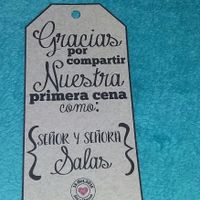 Gracias
por
compartir
Nuestra
primera cena
como:
SEÑOR Y SEÑORA
Salas